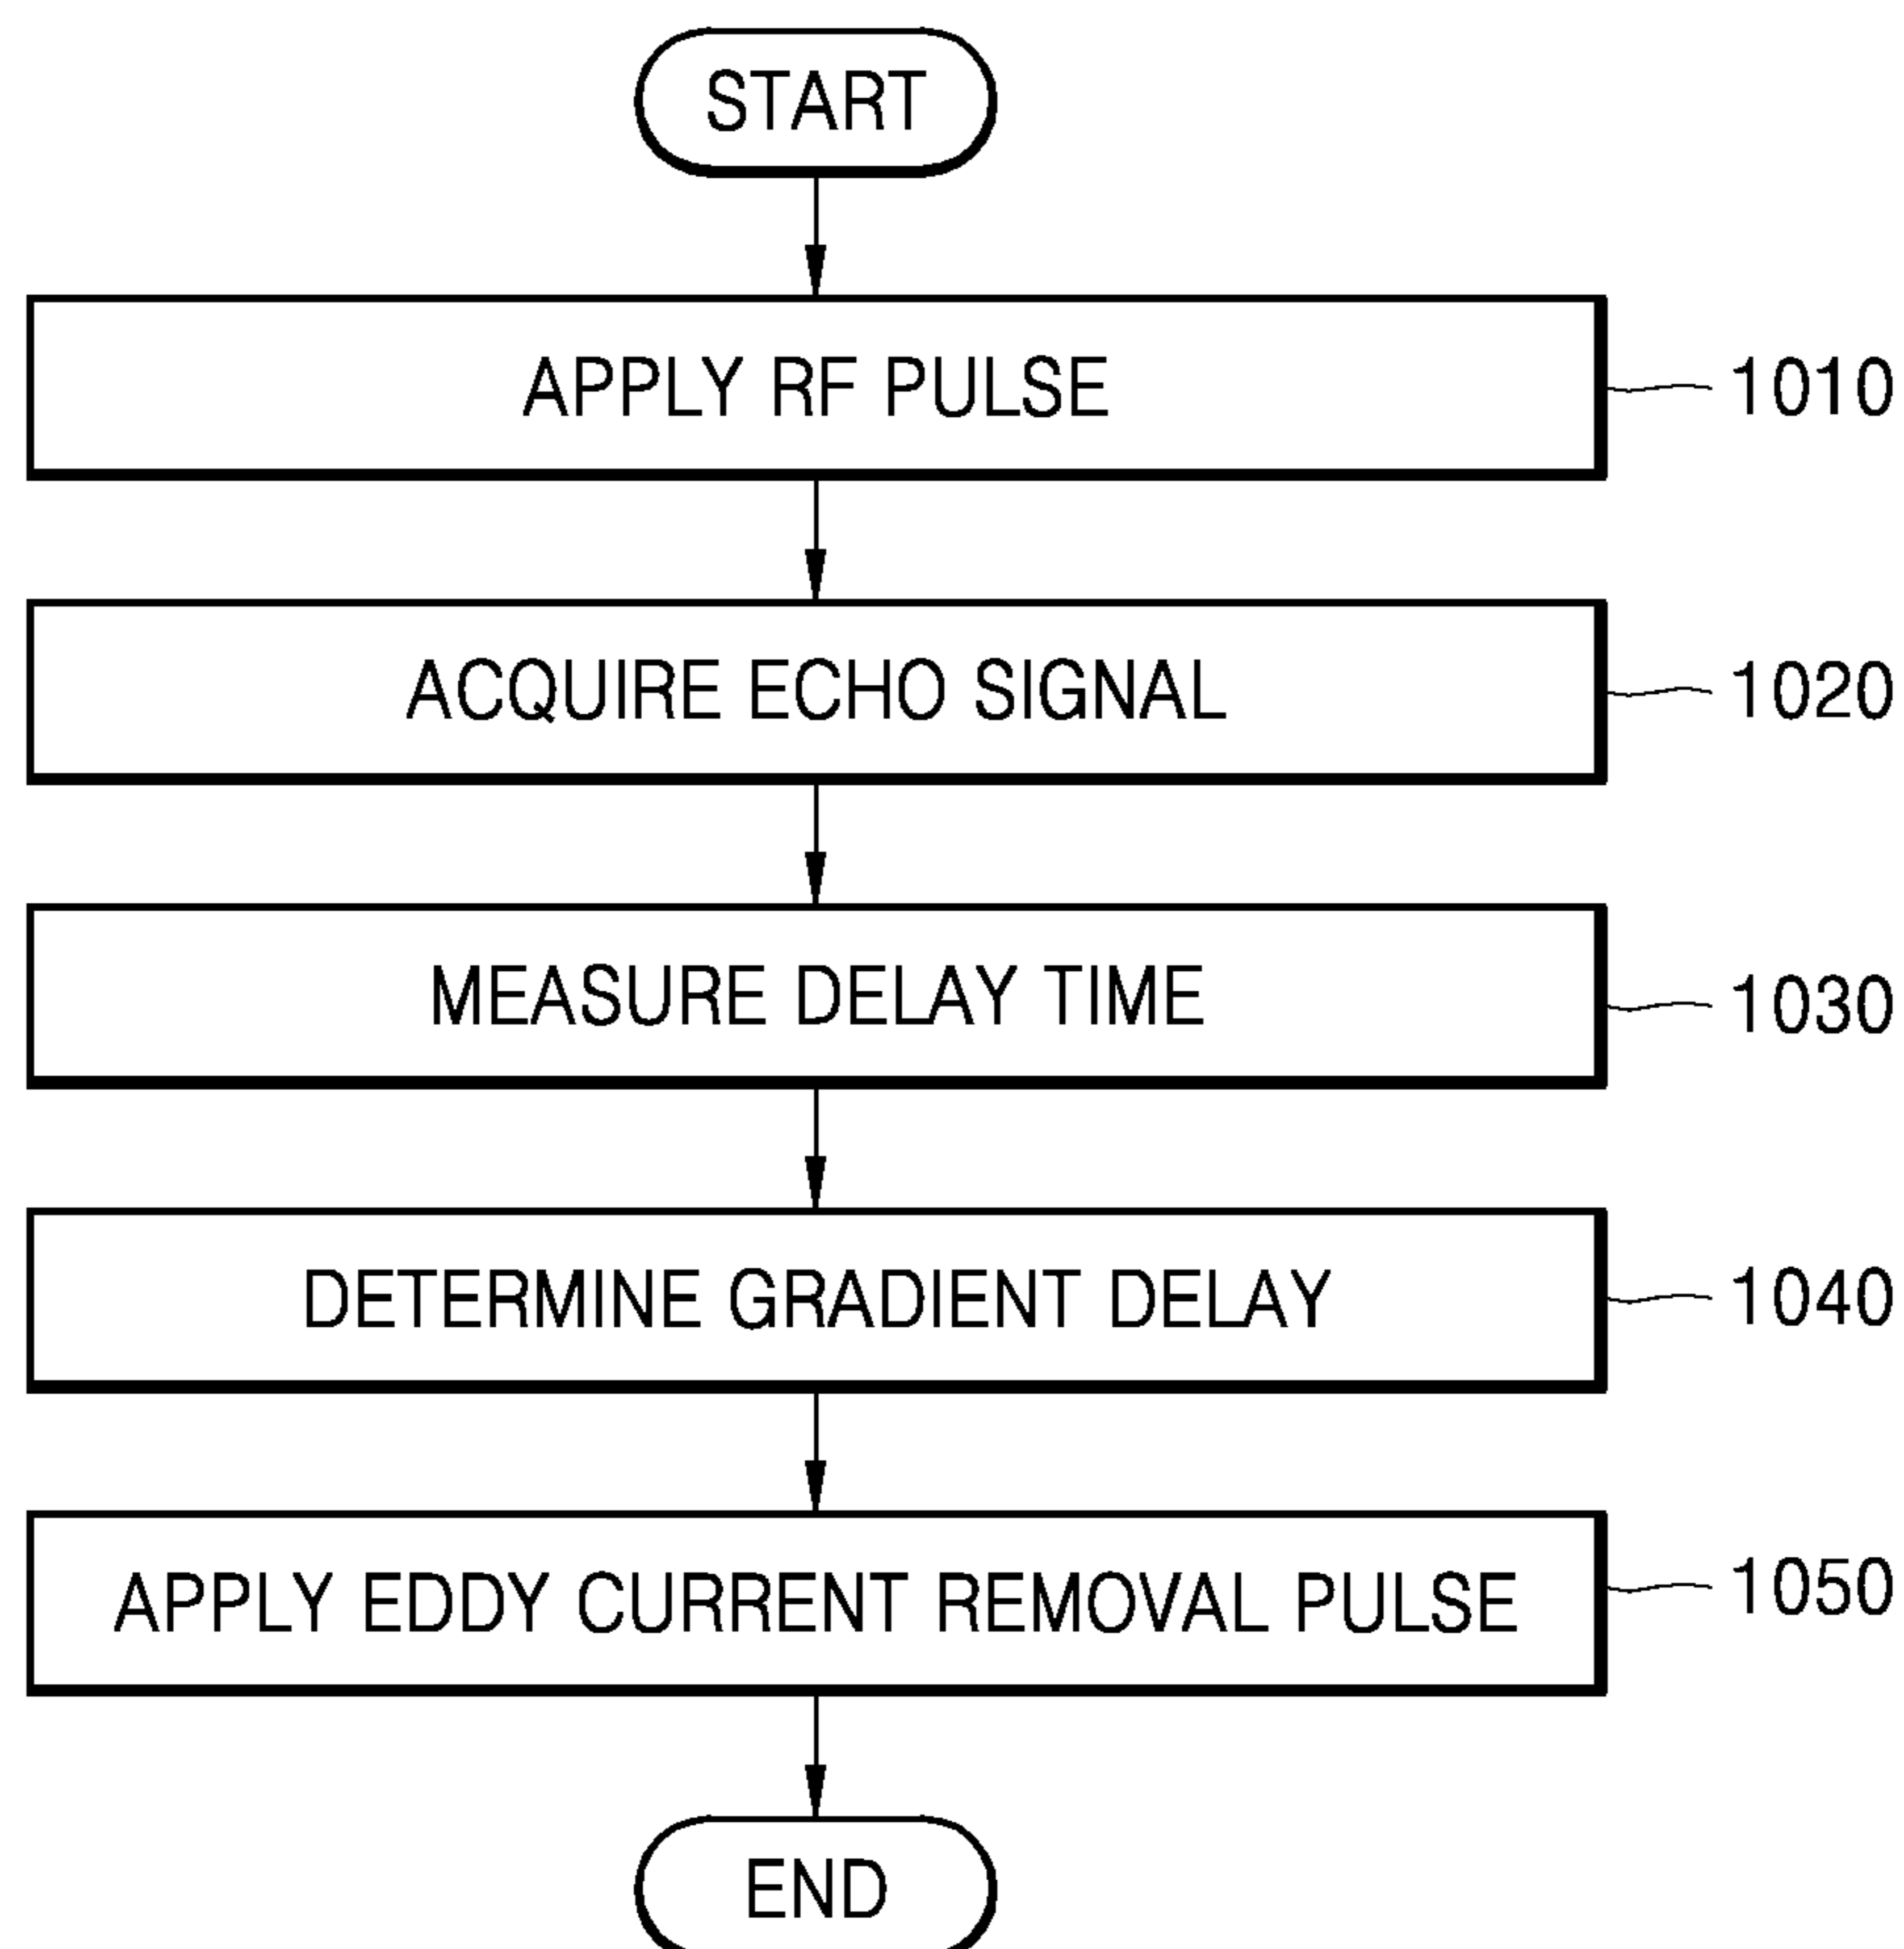 START
APPLY RF PULSE
1010
ACQUIRE ECHO SIGNAL
1020
MEASURE DELAY TIME
1030
DETERMINE GRADIENT DELAY
1040
APPLY EDDY CURRENT REMOVAL PULSE
1050
END